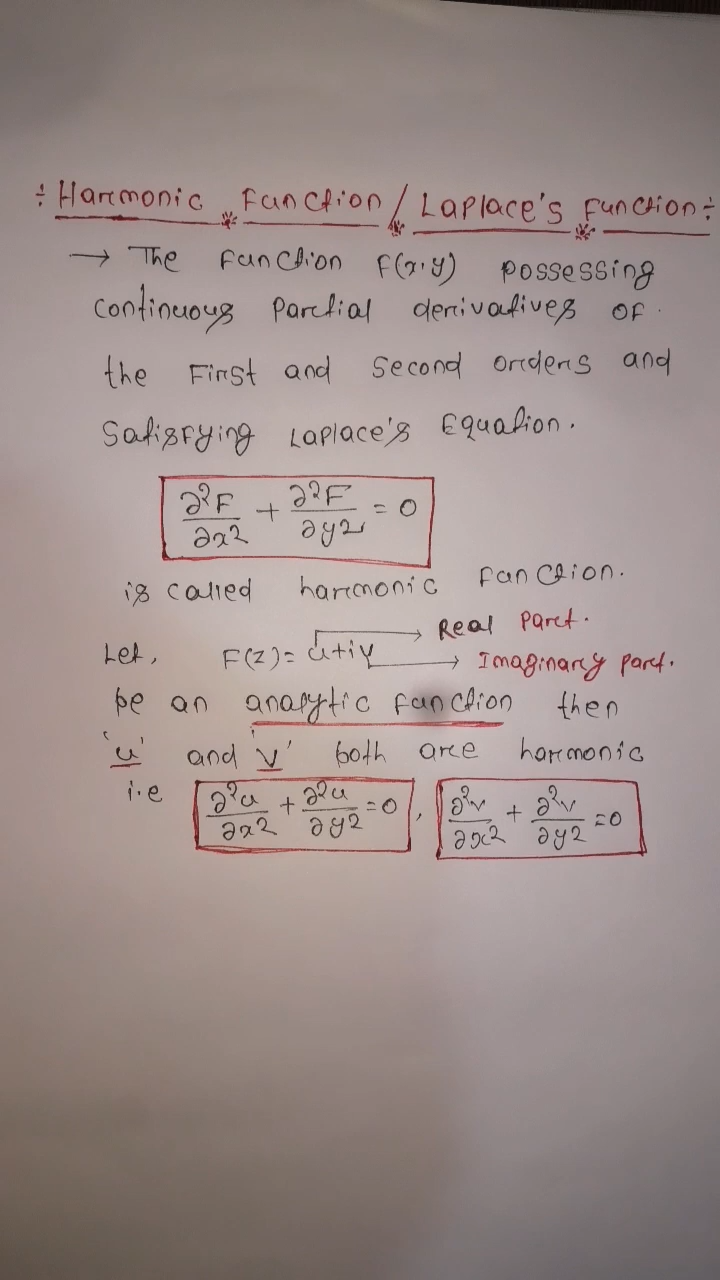 ÷ Harmonic Function / Laplace's Function ÷
→ The Function F(x,y) possessing
continuous Partial derivatives of
the First and Second orders and
Satisfying Laplace's Equation.
∂²F/∂x² + ∂²F/∂y² = 0
is called harmonic function.
Let, F(z) = u+iv → Real part.
→ Imaginary part.
be an analytic function then
'u' and 'v' both are harmonic
i.e ∂²u/∂x² + ∂²u/∂y² = 0, ∂²v/∂x² + ∂²v/∂y² = 0